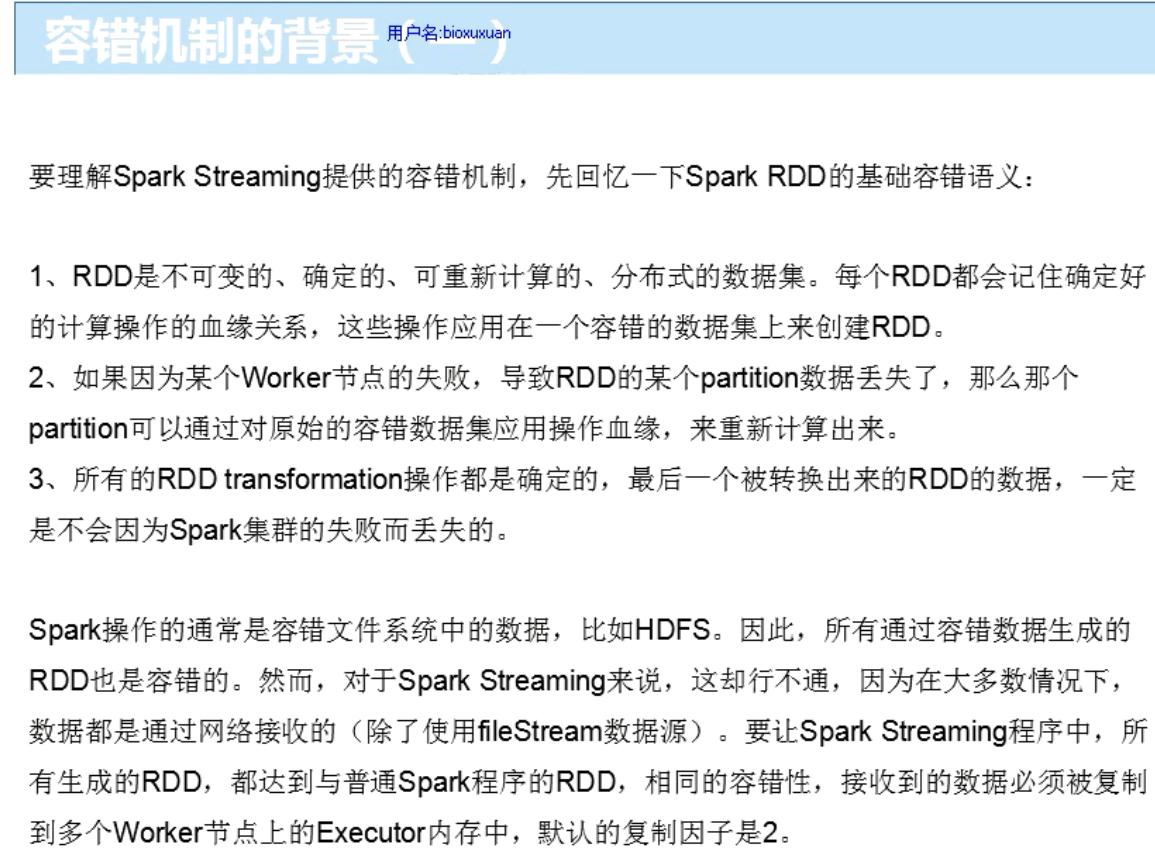 容错机制的背景（一）
用户名:bioxuxuan
要理解Spark Streaming提供的容错机制，先回忆一下Spark RDD的基础容错语义：
1、RDD是不可变的、确定的、可重新计算的、分布式的数据集。每个RDD都会记住确定好
的计算操作的血缘关系，这些操作应用在一个容错的数据集上来创建RDD。
2、如果因为某个Worker节点的失败，导致RDD的某个partition数据丢失了，那么那个
partition可以通过对原始的容错数据集应用操作血缘，来重新计算出来。
3、所有的RDD transformation操作都是确定的，最后一个被转换出来的RDD的数据，一定
是不会因为Spark集群的失败而丢失的。
Spark操作的通常是容错文件系统中的数据，比如HDFS。因此，所有通过容错数据生成的
RDD也是容错的。然而，对于Spark Streaming来说，这却行不通，因为在大多数情况下，
数据都是通过网络接收的（除了使用fileStream数据源）。要让Spark Streaming程序中，所
有生成的RDD，都达到与普通Spark程序的RDD，相同的容错性，接收到的数据必须被复制
到多个Worker节点上的Executor内存中，默认的复制因子是2。